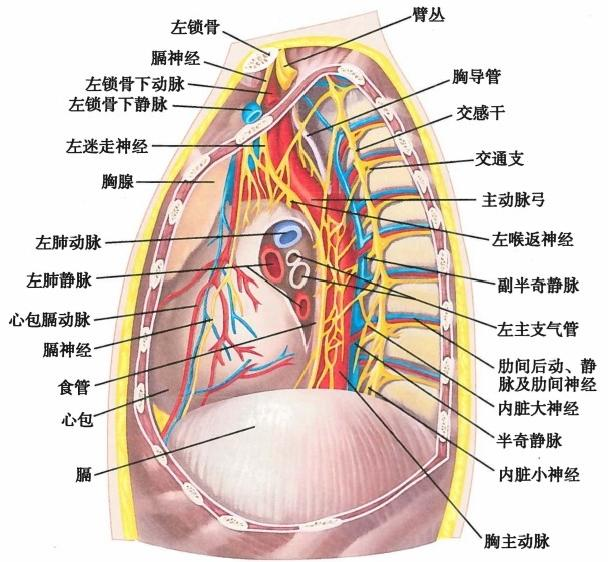 左锁骨
膈神经
左锁骨下动脉
左锁骨下静脉
左迷走神经
胸腺
左肺动脉
左肺静脉
心包膈动脉
膈神经
食管
心包
膈
臂丛
胸导管
交感干
交通支
主动脉弓
左喉返神经
副半奇静脉
左主支气管
肋间后动、静
脉及肋间神经
内脏大神经
半奇静脉
内脏小神经
胸主动脉